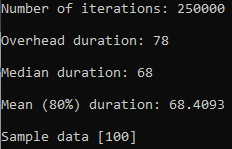 Number of iterations: 250000
Overhead duration: 78
Median duration: 68
Mean (80%) duration: 68.4093
Sample data [100]